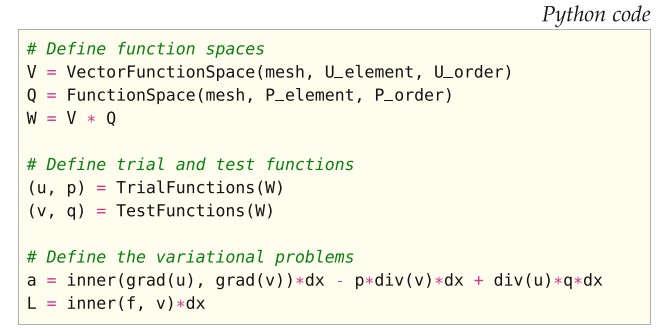 Python code
# Define function spaces
V = VectorFunctionSpace(mesh, U_element, U_order)
Q = FunctionSpace(mesh, P_element, P_order)
W = V * Q
# Define trial and test functions
(u, p) = TrialFunctions(W)
(v, q) = TestFunctions(W)
# Define the variational problems
a = inner(grad(u), grad(v))*dx - p*div(v)*dx + div(u)*q*dx
L = inner(f, v)*dx